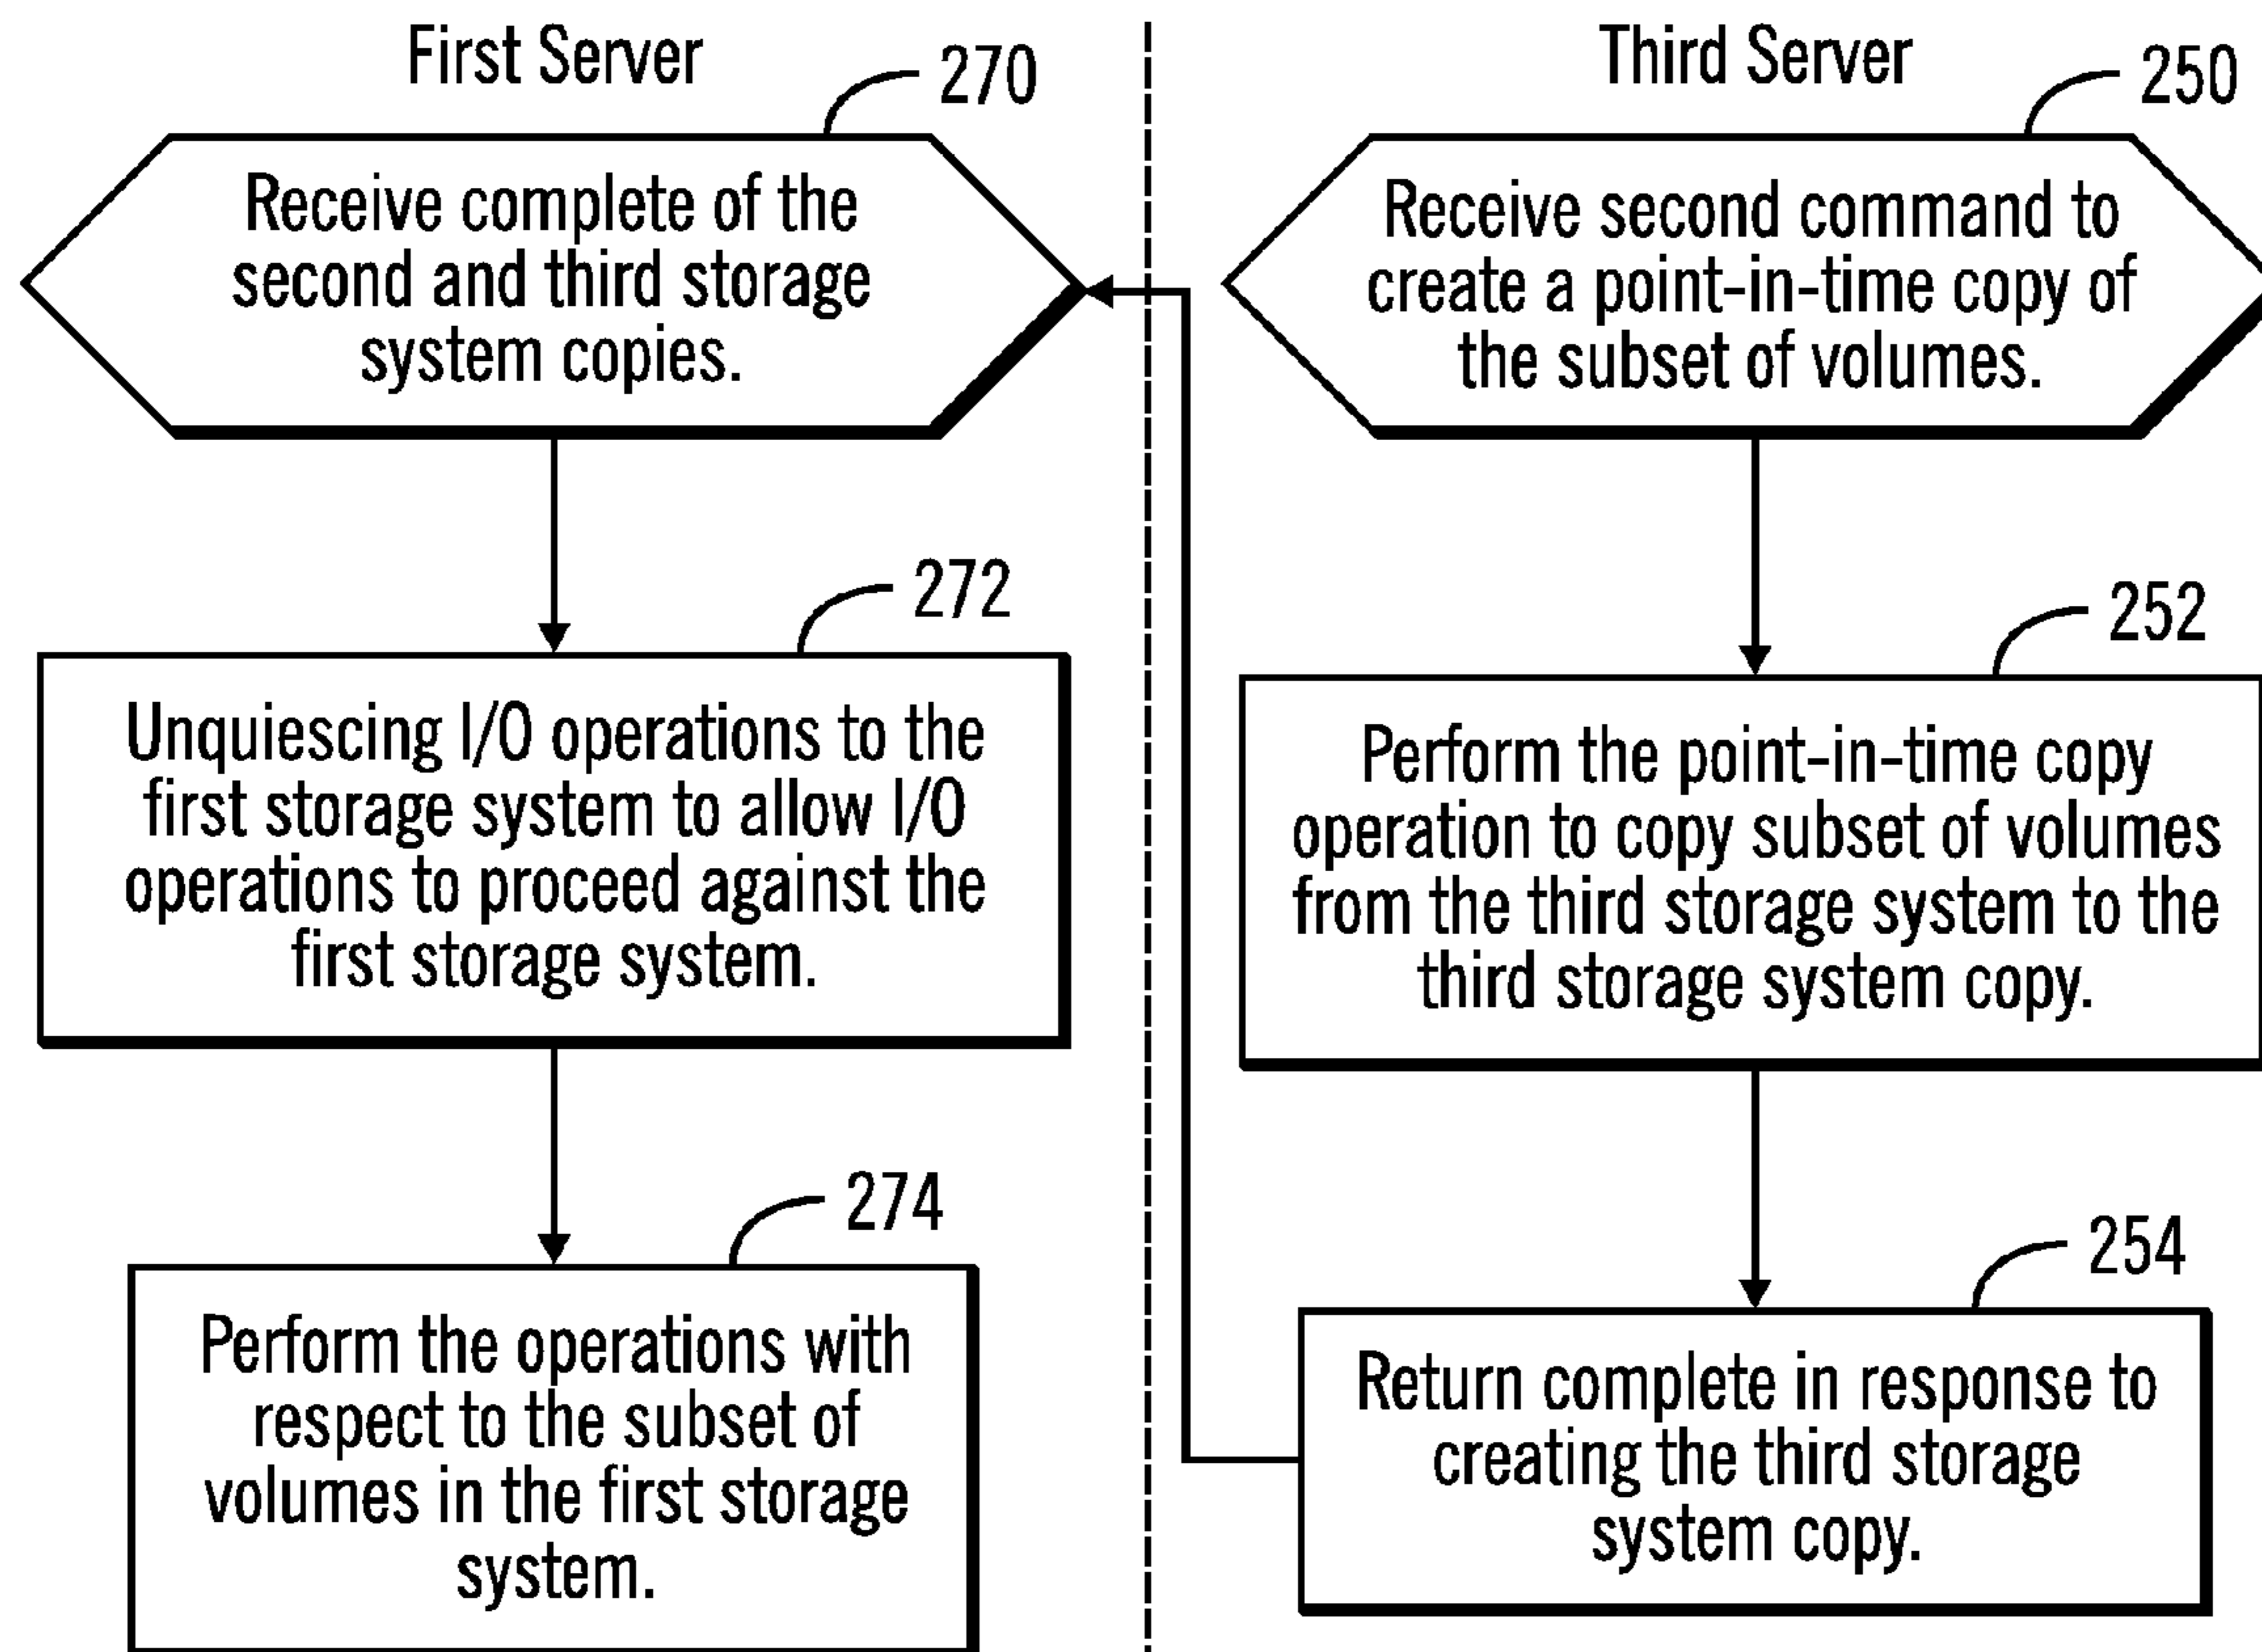 First Server
270
Receive complete of the
second and third storage
system copies.
272
Unquiescing I/O operations to the
first storage system to allow I/O
operations to proceed against the
first storage system.
274
Perform the operations with
respect to the subset of
volumes in the first storage
system.
Third Server
250
Receive second command to
create a point-in-time copy of
the subset of volumes.
252
Perform the point-in-time copy
operation to copy subset of volumes
from the third storage system to the
third storage system copy.
254
Return complete in response to
creating the third storage
system copy.